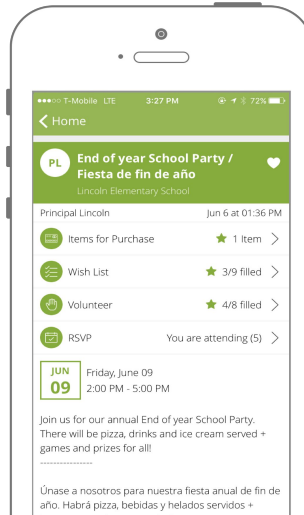 T-Mobile LTE 3:27 PM 72%
Home
PL
End of year School Party /
Fiesta de fin de año
Lincoln Elementary School
Principal Lincoln Jun 6 at 01:36 PM
Items for Purchase 1 Item
Wish List 3/9 filled
Volunteer 4/8 filled
RSVP You are attending (5)
JUN
09
Friday, June 09
2:00 PM - 5:00 PM
Join us for our annual End of year School Party.
There will be pizza, drinks and ice cream served +
games and prizes for all!
----------------
Únase a nosotros para nuestra fiesta anual de fin de
año. Habrá pizza, bebidas y helados servidos +